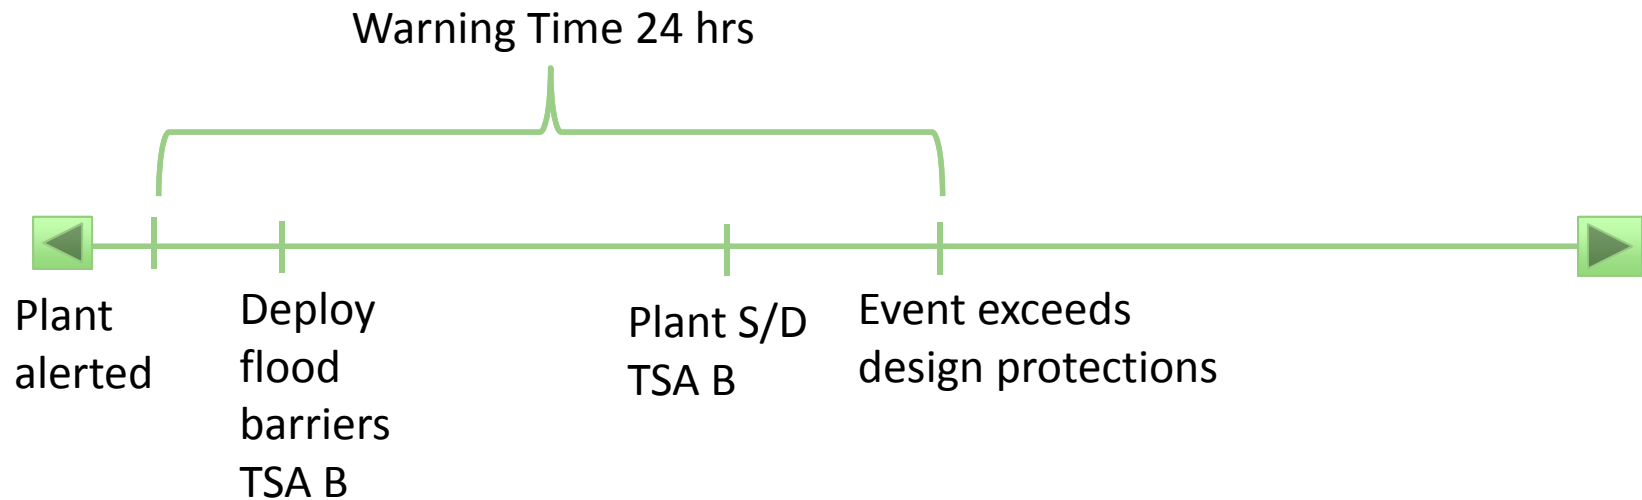 Warning Time 24 hrs
Plant
alerted
Deploy
flood
barriers
TSA B
Plant S/D
TSA B
Event exceeds
design protections